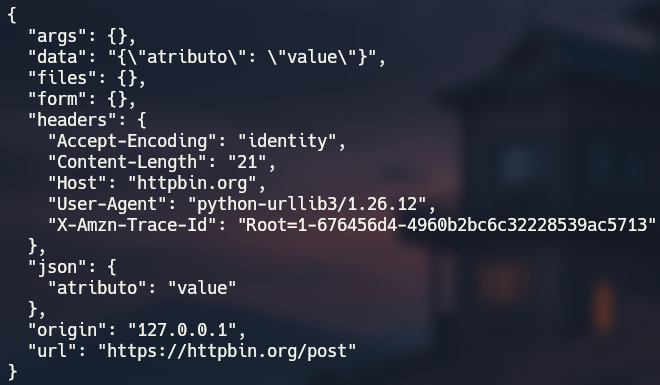 {
  "args": {},
  "data": "{\"atributo\": \"value\"}",
  "files": {},
  "form": {},
  "headers": {
    "Accept-Encoding": "identity",
    "Content-Length": "21",
    "Host": "httpbin.org",
    "User-Agent": "python-urllib3/1.26.12",
    "X-Amzn-Trace-Id": "Root=1-676456d4-4960b2bc6c32228539ac5713"
  },
  "json": {
    "atributo": "value"
  },
  "origin": "127.0.0.1",
  "url": "https://httpbin.org/post"
}